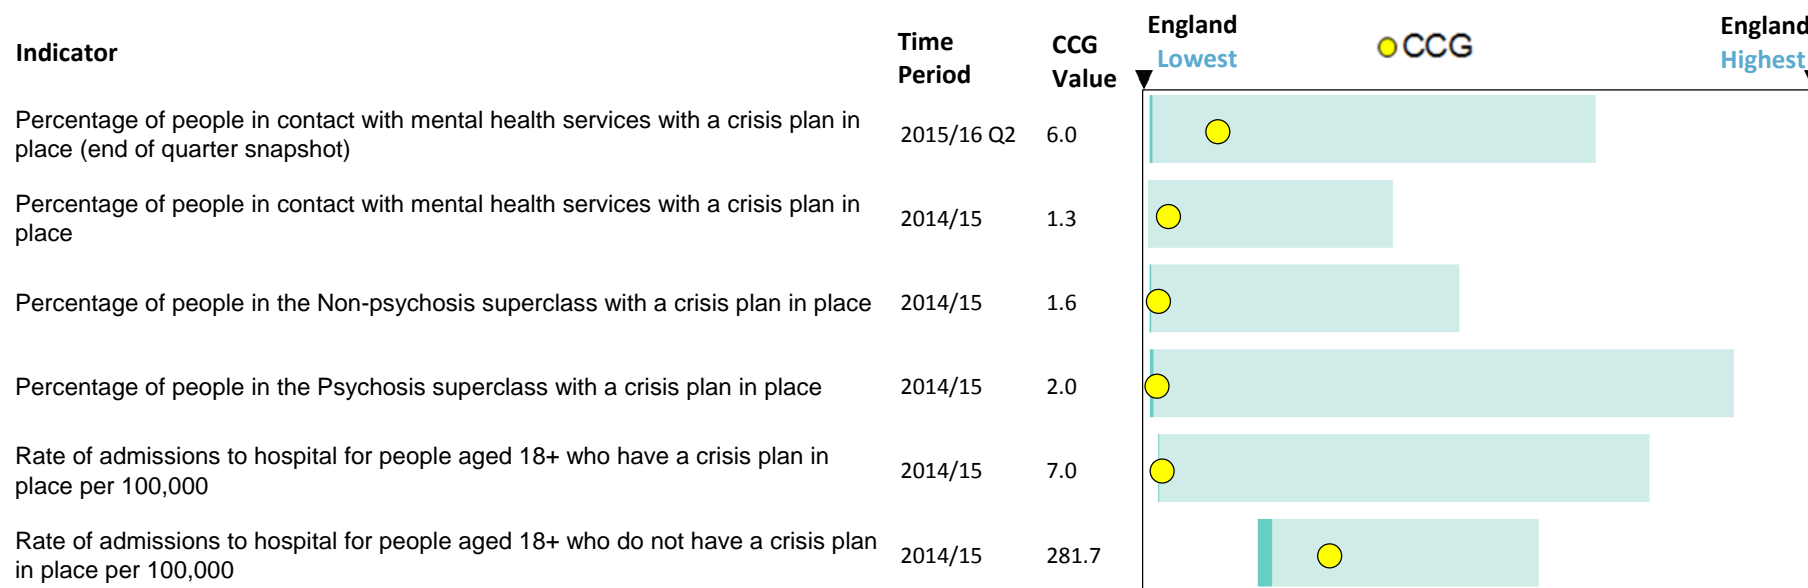 Indicator
Time
Period
CCG
Value
England
Lowest
CCG
England
Highest
Percentage of people in contact with mental health services with a crisis plan in
place (end of quarter snapshot)
2015/16 Q2
6.0
Percentage of people in contact with mental health services with a crisis plan in
place
2014/15
1.3
Percentage of people in the Non-psychosis superclass with a crisis plan in place
2014/15
1.6
Percentage of people in the Psychosis superclass with a crisis plan in place
2014/15
2.0
Rate of admissions to hospital for people aged 18+ who have a crisis plan in
place per 100,000
2014/15
7.0
Rate of admissions to hospital for people aged 18+ who do not have a crisis plan
in place per 100,000
2014/15
281.7